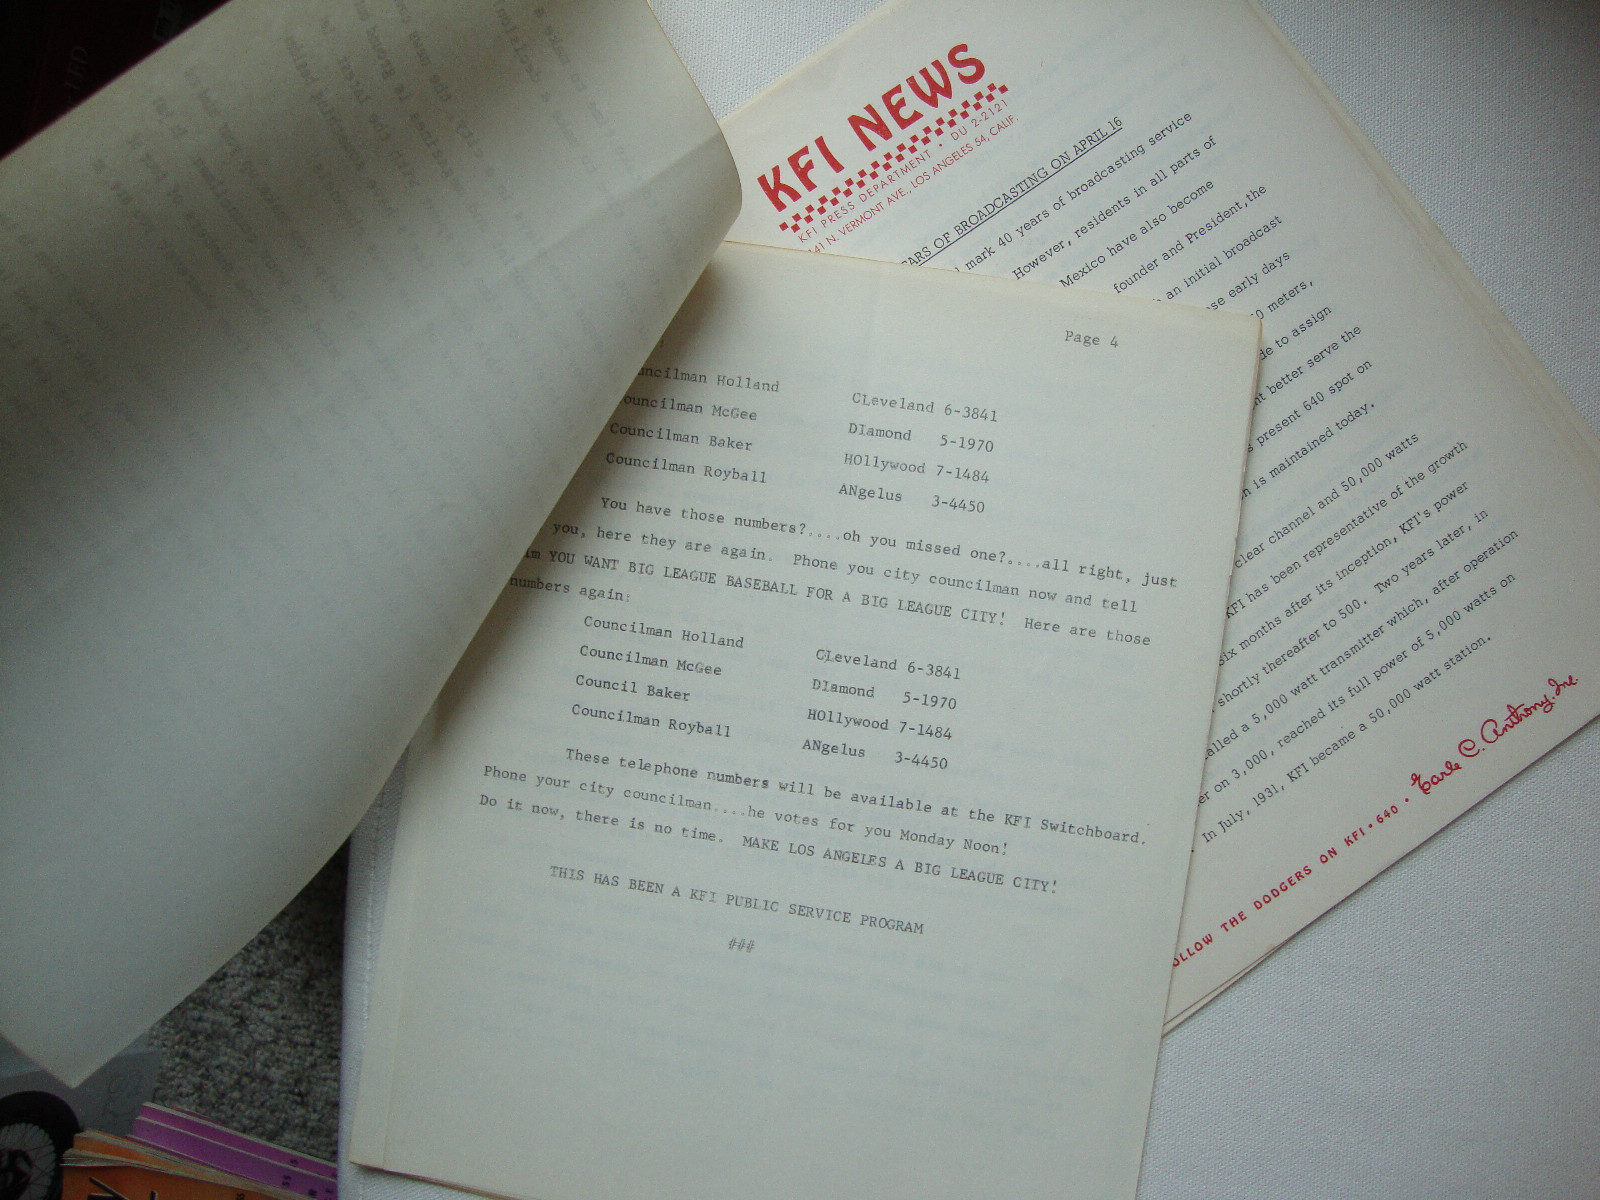 KFI NEWS
KFI PRESS DEPARTMENT • DU 2-2121
141 N. VERMONT AVE., LOS ANGELES 54, CALIF.
OF BROADCASTING ON APRIL 16
mark 40 years of broadcasting service
However, residents in all parts of
Mexico have also become
founder and President, the
an initial broadcast
early days
meters,
to assign
better serve the
present 640 spot on
is maintained today.
clear channel and 50,000 watts
KFI has been representative of the growth
Six months after its inception, KFI's power
shortly thereafter to 500. Two years later, in
a 5,000 watt transmitter which, after operation
on 3,000, reached its full power of 5,000 watts on
In July, 1931, KFI became a 50,000 watt station.
THE DODGERS ON KFI • 640 • Earle C. Anthony, Inc.
Page 4
Holland CLeveland 6-3841
Councilman McGee DIamond 5-1970
Councilman Baker HOllywood 7-1484
Councilman Royball ANgelus 3-4450
You have those numbers?....oh you missed one?....all right, just
you, here they are again. Phone you city councilman now and tell
YOU WANT BIG LEAGUE BASEBALL FOR A BIG LEAGUE CITY! Here are those
numbers again:
Councilman Holland CLeveland 6-3841
Councilman McGee DIamond 5-1970
Council Baker HOllywood 7-1484
Councilman Royball ANgelus 3-4450
These telephone numbers will be available at the KFI Switchboard.
Phone your city councilman....he votes for you Monday Noon!
Do it now, there is no time. MAKE LOS ANGELES A BIG LEAGUE CITY!
THIS HAS BEEN A KFI PUBLIC SERVICE PROGRAM
###